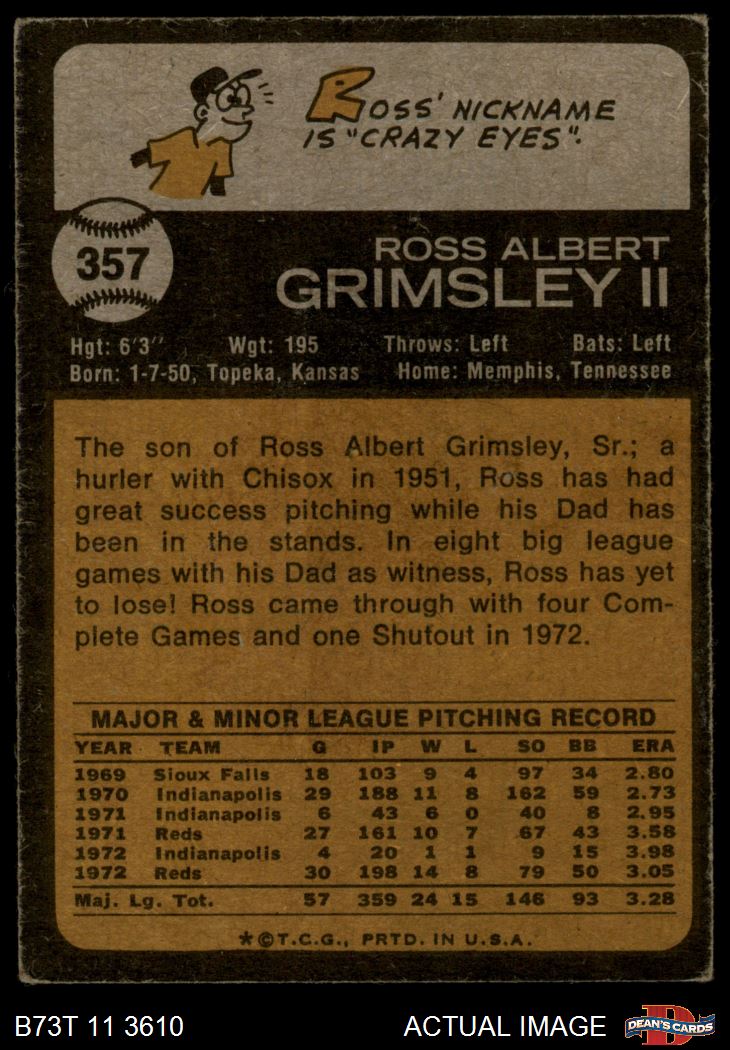 ROSS' NICKNAME
IS "CRAZY EYES".
357
ROSS ALBERT
GRIMSLEY II
Hgt: 6'3" Wgt: 195 Throws: Left Bats: Left
Born: 1-7-50, Topeka, Kansas Home: Memphis, Tennessee
The son of Ross Albert Grimsley, Sr.; a
hurler with Chisox in 1951, Ross has had
great success pitching while his Dad has
been in the stands. In eight big league
games with his Dad as witness, Ross has yet
to lose! Ross came through with four Com-
plete Games and one Shutout in 1972.
MAJOR & MINOR LEAGUE PITCHING RECORD
YEAR TEAM G IP W L SO BB ERA
1969 Sioux Falls 18 103 9 4 97 34 2.80
1970 Indianapolis 29 188 11 8 162 59 2.73
1971 Indianapolis 6 43 6 0 40 8 2.95
1971 Reds 27 161 10 7 67 43 3.58
1972 Indianapolis 4 20 1 1 9 15 3.98
1972 Reds 30 198 14 8 79 50 3.05
Maj. Lg. Tot. 57 359 24 15 146 93 3.28
*©T.C.G., PRTD. IN U.S.A.
B73T 11 3610 ACTUAL IMAGE D DEAN'S CARDS